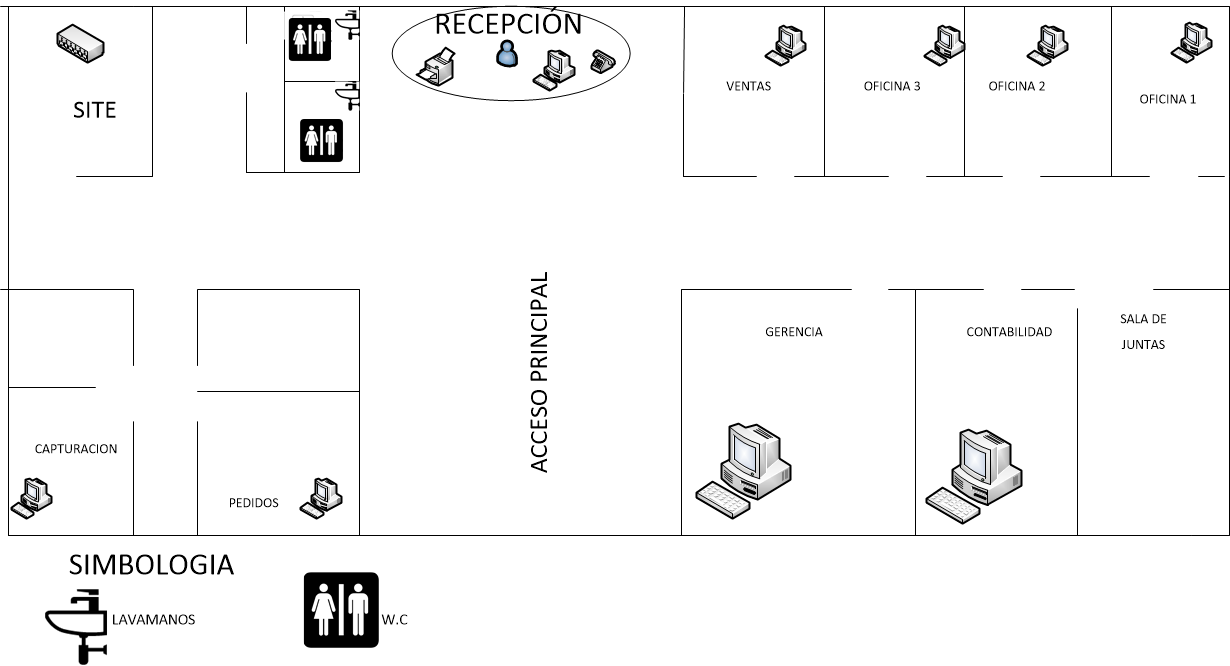 RECEPCIÓN
SITE
VENTAS
OFICINA 3
OFICINA 2
OFICINA 1
ACCESO PRINCIPAL
GERENCIA
CONTABILIDAD
SALA DE
JUNTAS
CAPTURACION
PEDIDOS
SIMBOLOGIA
LAVAMANOS
W.C